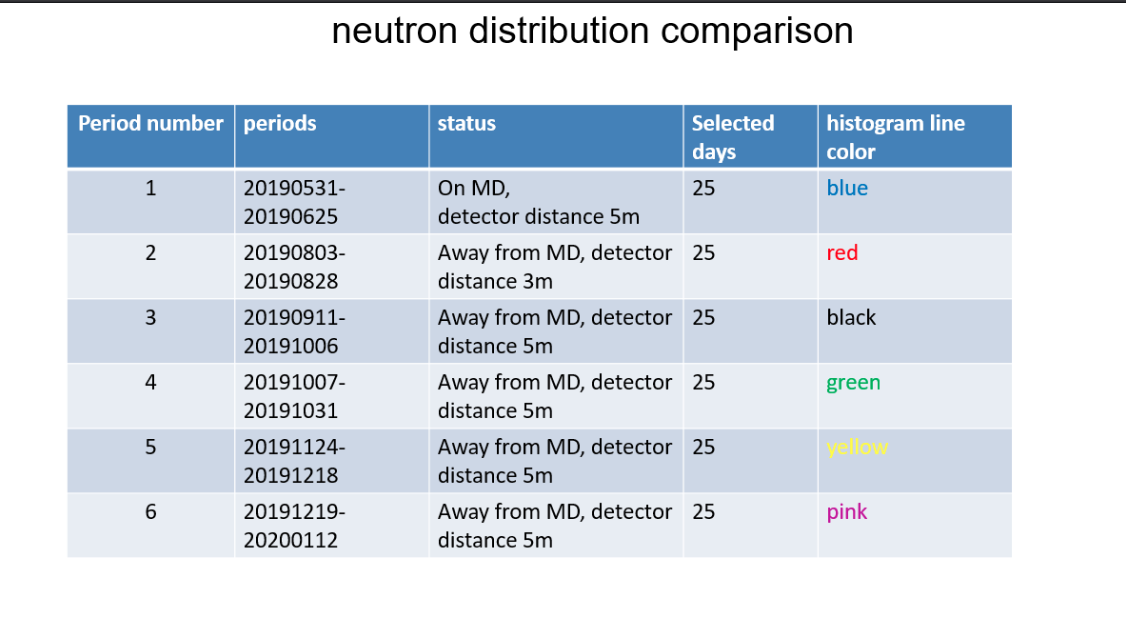 neutron distribution comparison
Period number periods status Selected days histogram line color
1 20190531-20190625 On MD, detector distance 5m 25 blue
2 20190803-20190828 Away from MD, detector distance 3m 25 red
3 20190911-20191006 Away from MD, detector distance 5m 25 black
4 20191007-20191031 Away from MD, detector distance 5m 25 green
5 20191124-20191218 Away from MD, detector distance 5m 25 yellow
6 20191219-20200112 Away from MD, detector distance 5m 25 pink